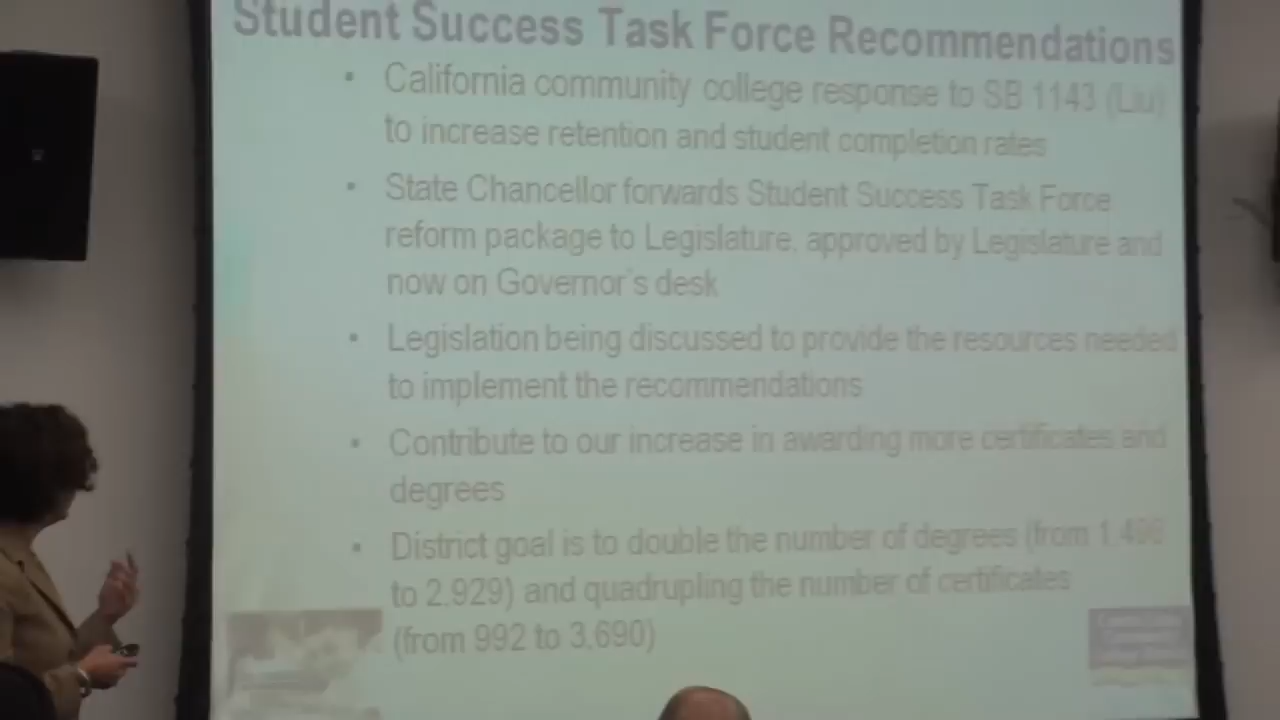 Student Success Task Force Recommendations
• California community college response to SB 1143 (Liu)
to increase retention and student completion rates
• State Chancellor forwards Student Success Task Force
reform package to Legislature, approved by Legislature and
now on Governor's desk
• Legislation being discussed to provide the resources needed
to implement the recommendations
• Contribute to our increase in awarding more certificates and
degrees
• District goal is to double the number of degrees (from
to 2,929) and quadrupling the number of certificates
(from 992 to 3,690)